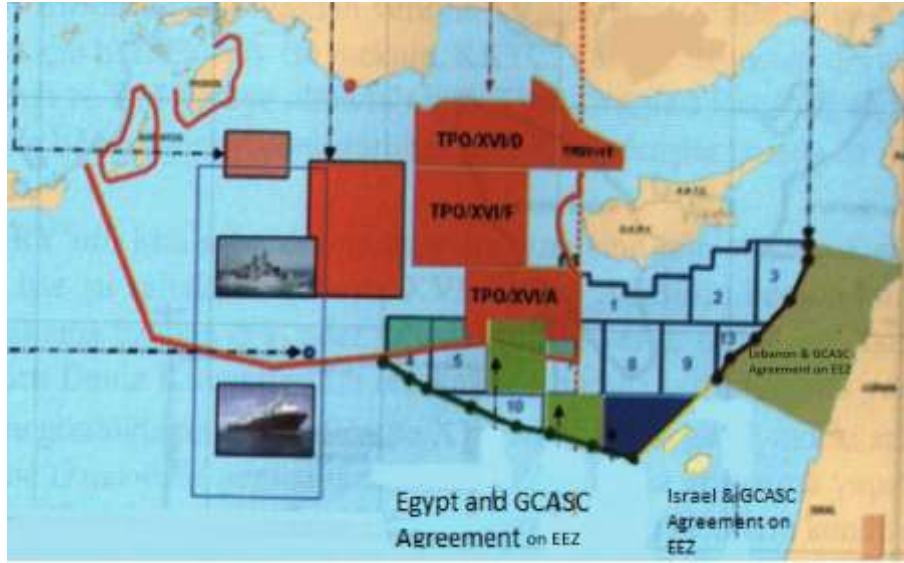 TPO/XVI/D
TPO/XVI/F
TPO/XVI/A
1
2
3
13
4
5
8
9
10
Lebanon & GCASC
Agreement on EEZ
Egypt and GCASC
Agreement on EEZ
Israel & GCASC
Agreement on
EEZ